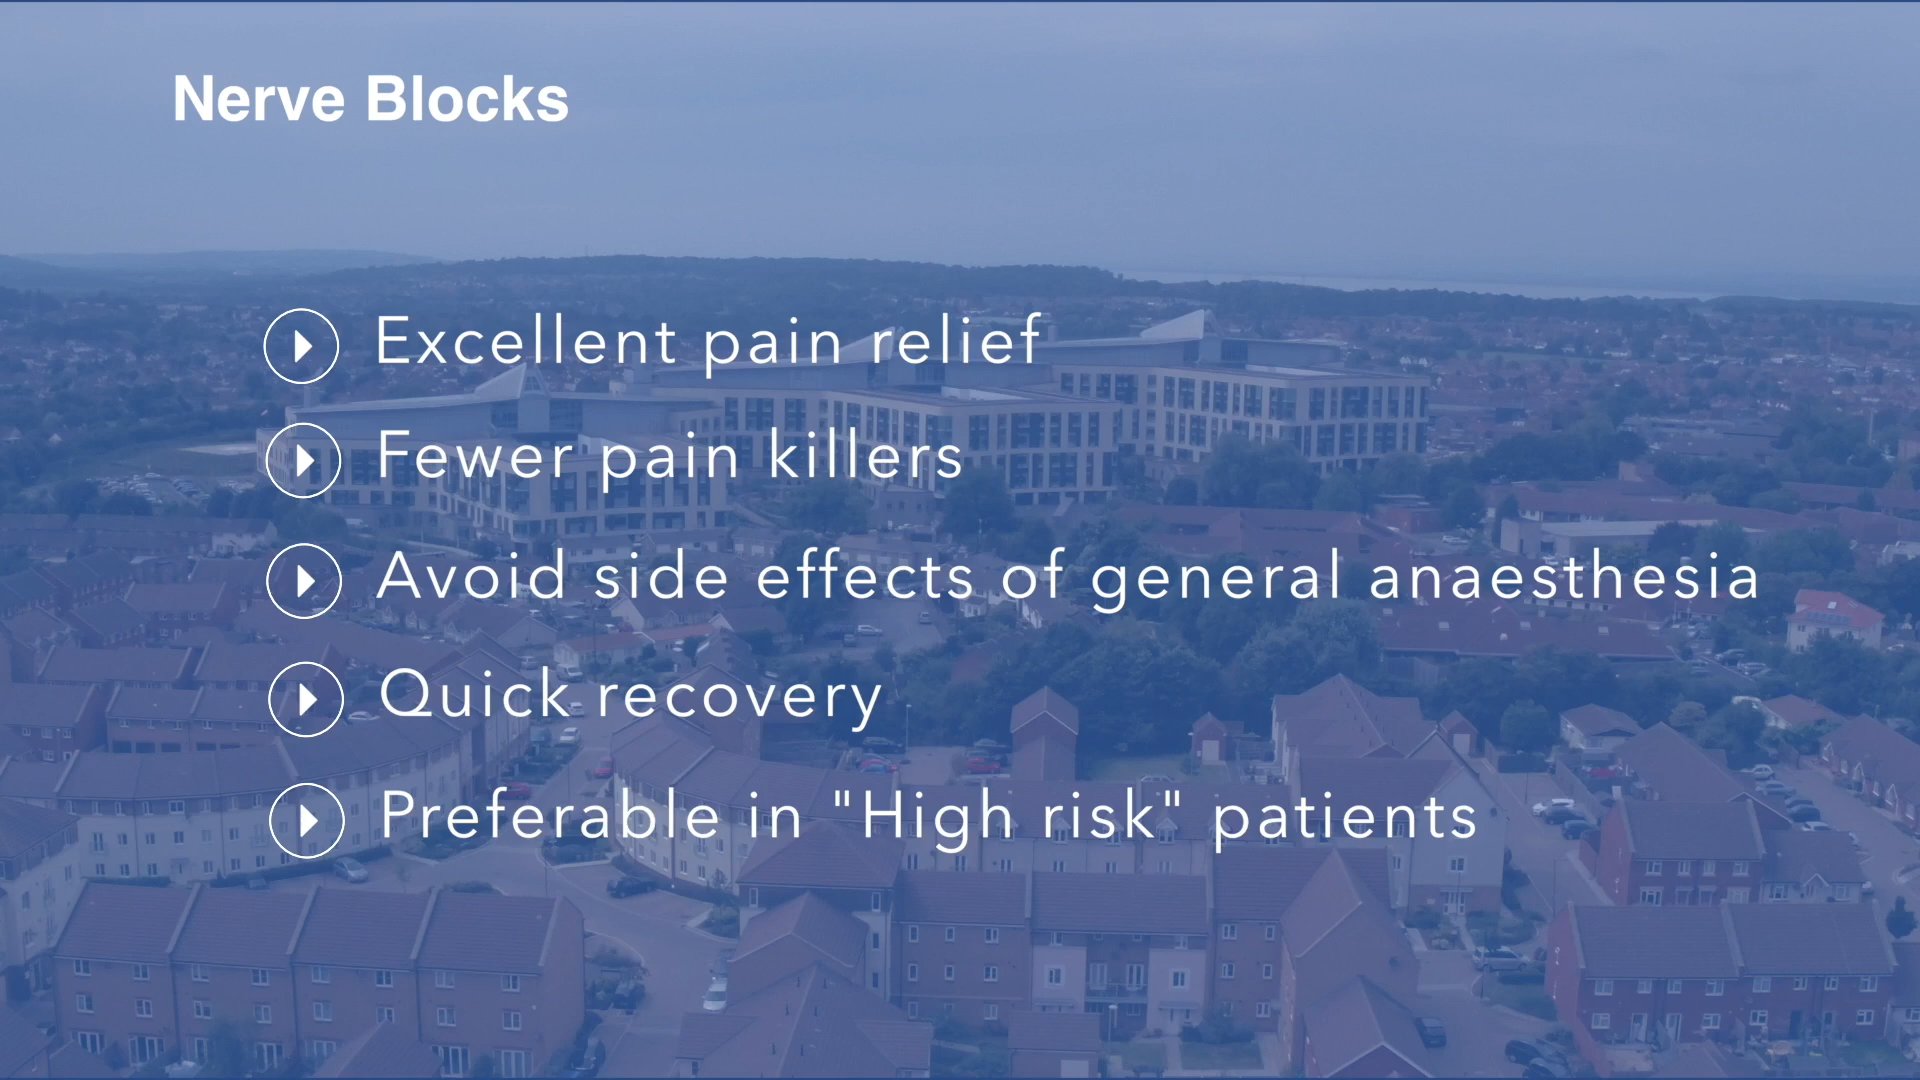 Nerve Blocks
Excellent pain relief
Fewer pain killers
Avoid side effects of general anaesthesia
Quick recovery
Preferable in "High risk" patients